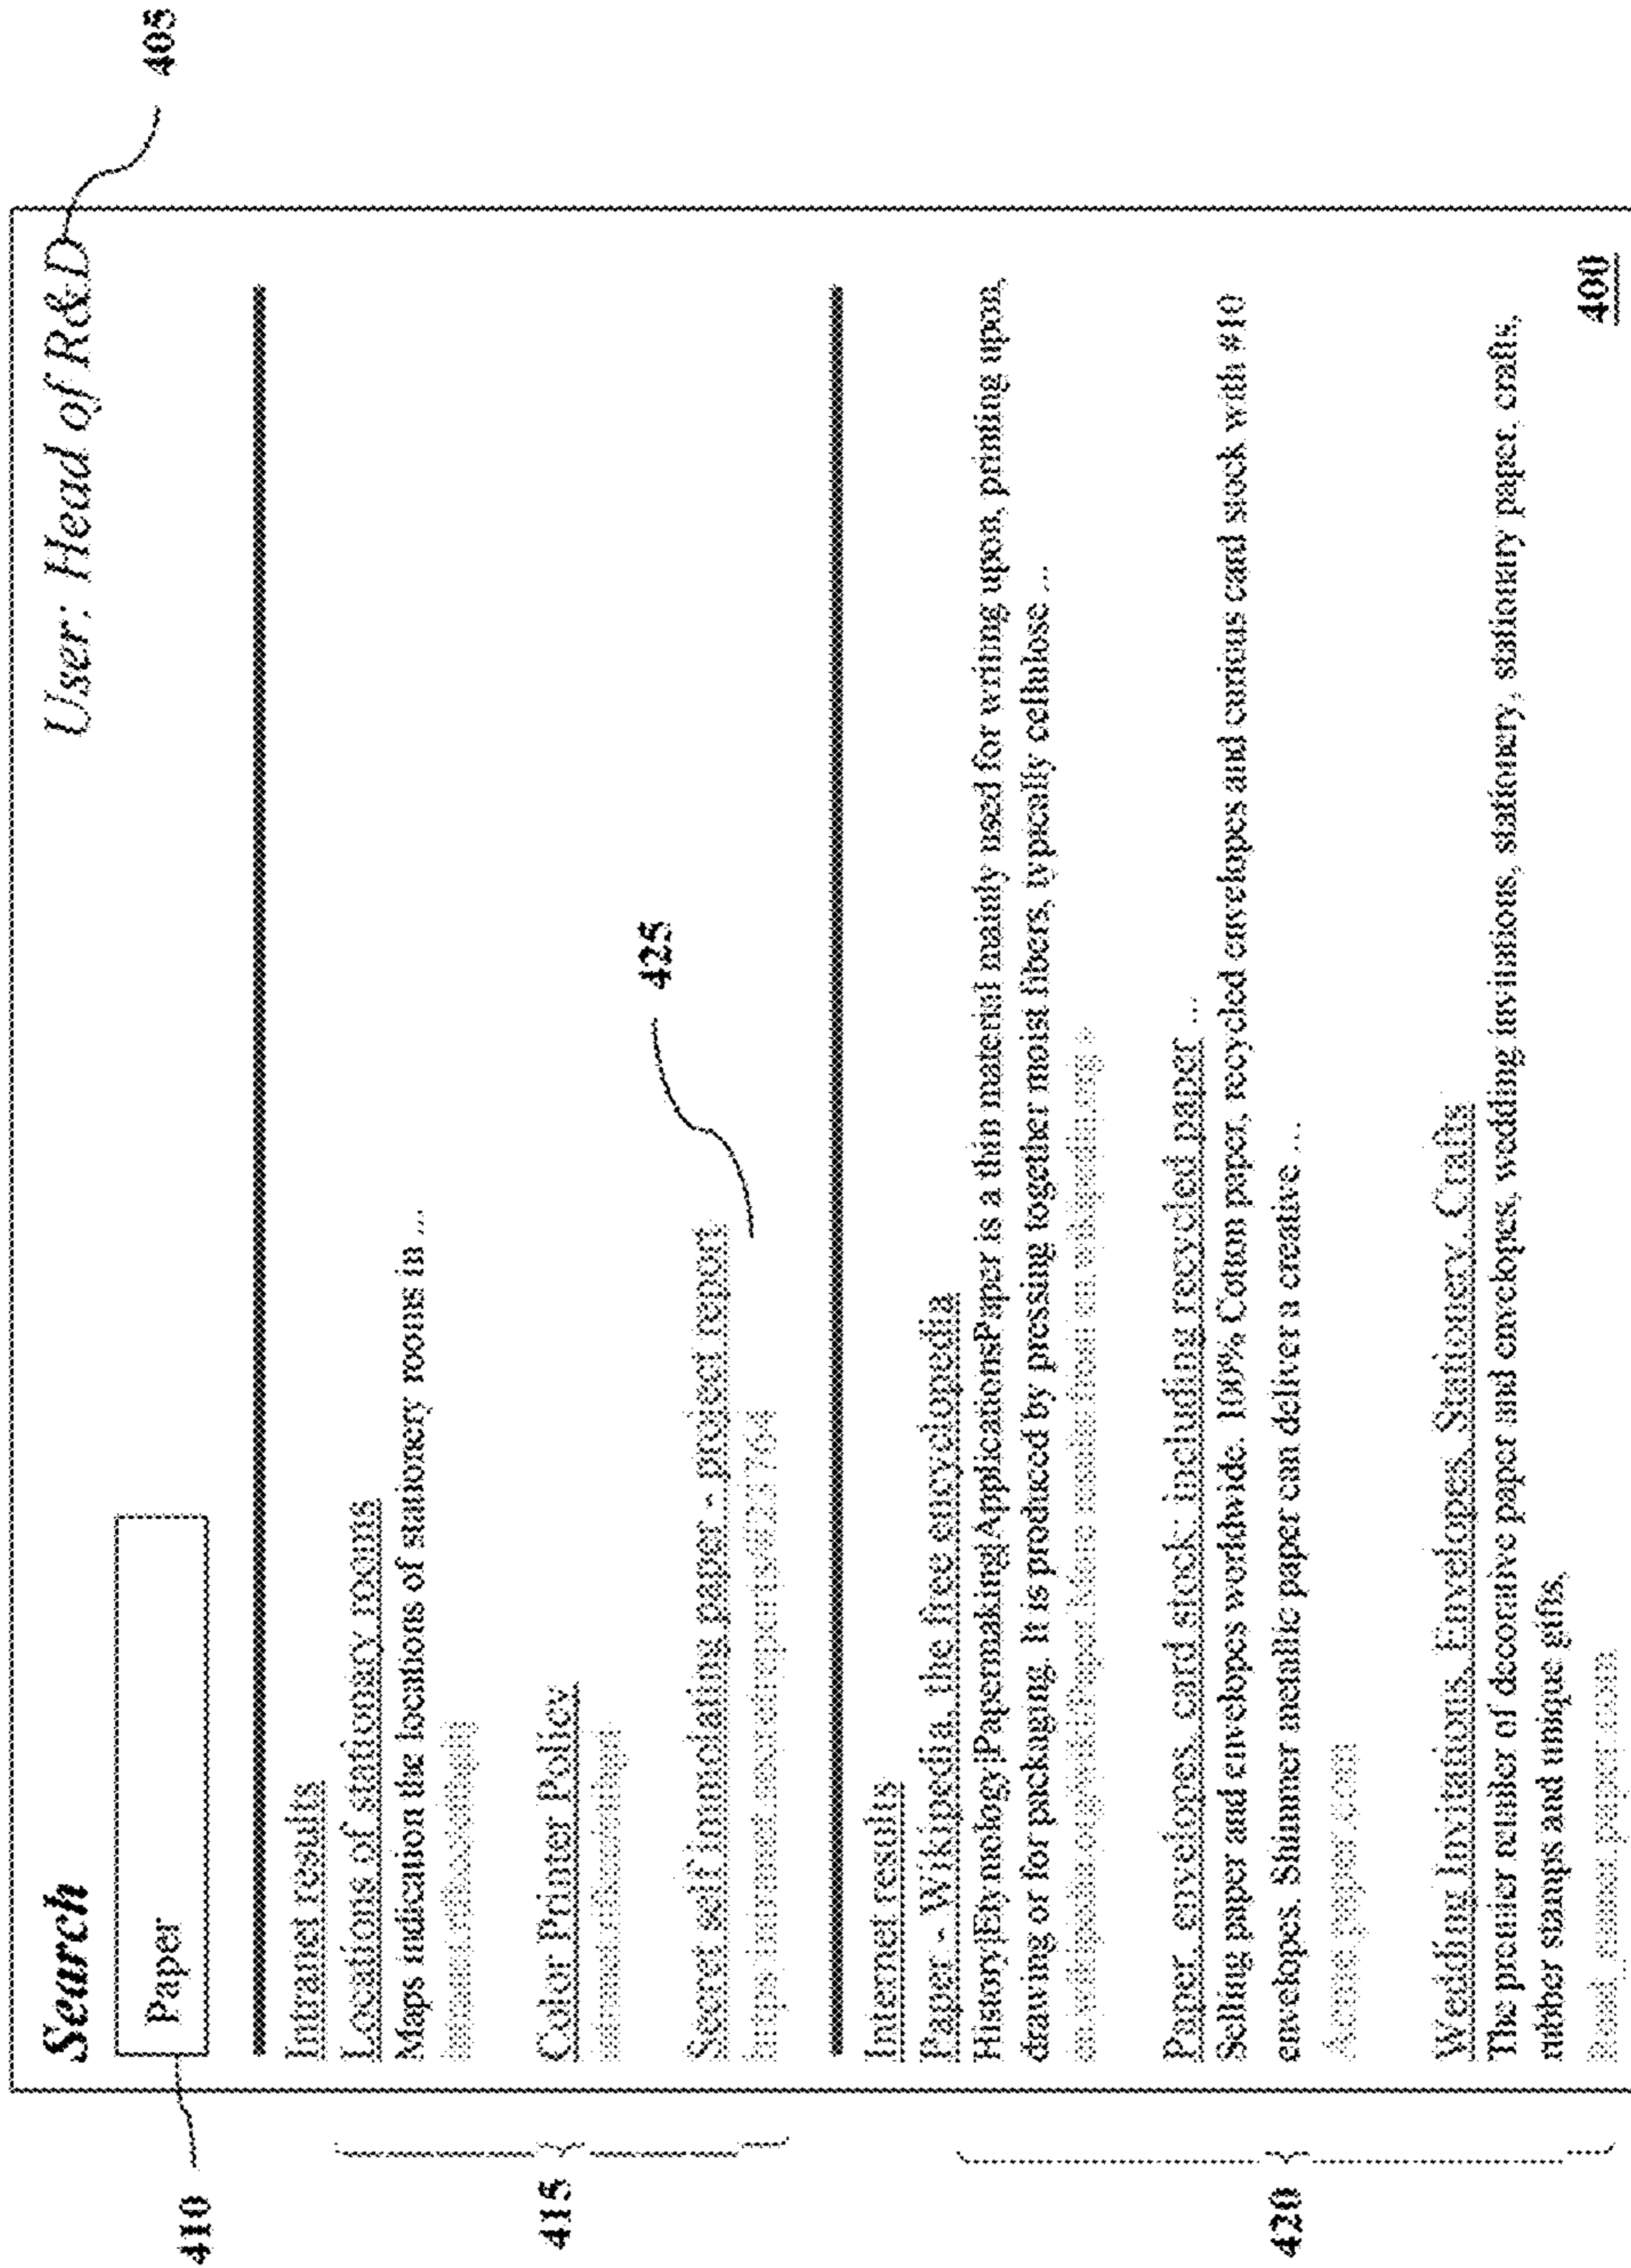 405
Search
User: Head of R&D
410
Paper
Intranet results
Locations of stationary rooms
Maps indication the locations of stationery rooms in ...
Color Printer Policy
415
425
Secret self immolating paper - project report
Internet results
Paper - Wikipedia, the free encyclopedia
History|Etymology|Papermaking|ApplicationsPaper is a thin material mainly used for writing upon, printing upon,
drawing or for packaging. It is produced by pressing together moist fibers, typically cellulose ...
Paper, envelopes, card stock: including recycled paper ...
Selling paper and envelopes worldwide. 100% Cotton paper, recycled envelopes and curious card stock with #10
envelopes. Shimmer metallic paper can deliver a creative ...
420
Acme.paper.com
Wedding Invitations, Envelopes, Stationery, Crafts
The premier retailer of decorative paper and envelopes, wedding invitations, stationery, stationary paper, crafts,
rubber stamps and unique gifts.
400